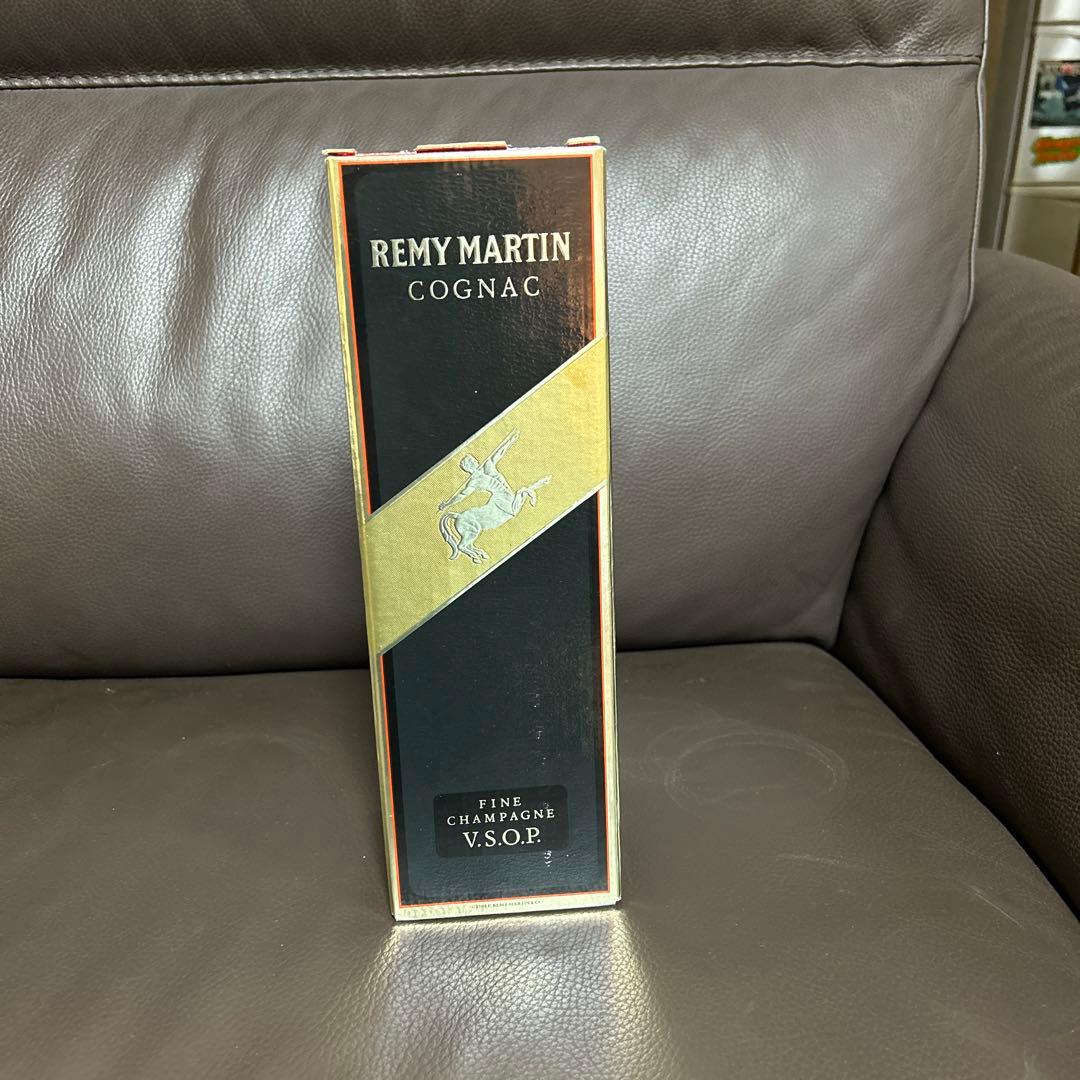 REMY MARTIN
COGNAC
FINE
CHAMPAGNE
V.S.O.P.